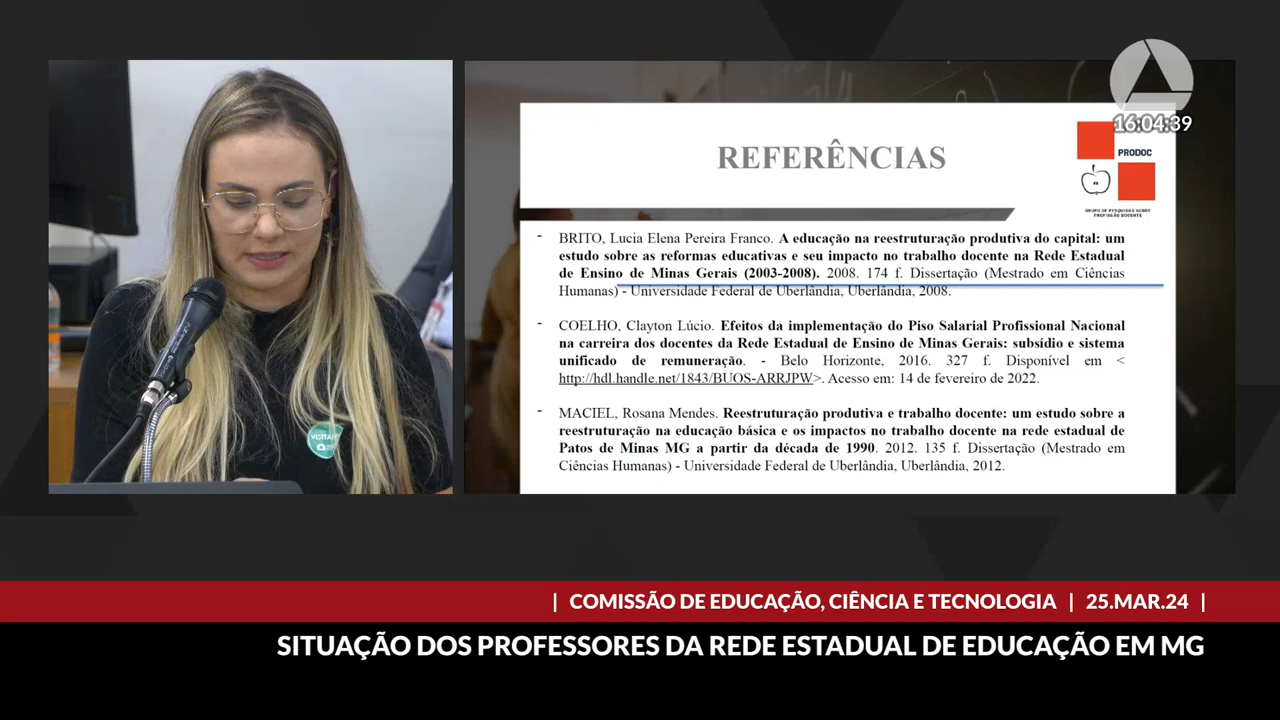 16:04:39
REFERÊNCIAS
PRODOC
GRUPO DE PESQUISAS SOBRE
PROFISSÃO DOCENTE
- BRITO, Lucia Elena Pereira Franco. A educação na reestruturação produtiva do capital: um
estudo sobre as reformas educativas e seu impacto no trabalho docente na Rede Estadual
de Ensino de Minas Gerais (2003-2008). 2008. 174 f. Dissertação (Mestrado em Ciências
Humanas) - Universidade Federal de Uberlândia, Uberlândia, 2008.
- COELHO, Clayton Lúcio. Efeitos da implementação do Piso Salarial Profissional Nacional
na carreira dos docentes da Rede Estadual de Ensino de Minas Gerais: subsídio e sistema
unificado de remuneração. - Belo Horizonte, 2016. 327 f. Disponível em <
http://hdl.handle.net/1843/BUOS-ARRJPW>. Acesso em: 14 de fevereiro de 2022.
- MACIEL, Rosana Mendes. Reestruturação produtiva e trabalho docente: um estudo sobre a
reestruturação na educação básica e os impactos no trabalho docente na rede estadual de
Patos de Minas MG a partir da década de 1990. 2012. 135 f. Dissertação (Mestrado em
Ciências Humanas) - Universidade Federal de Uberlândia, Uberlândia, 2012.
| COMISSÃO DE EDUCAÇÃO, CIÊNCIA E TECNOLOGIA | 25.MAR.24 |
SITUAÇÃO DOS PROFESSORES DA REDE ESTADUAL DE EDUCAÇÃO EM MG